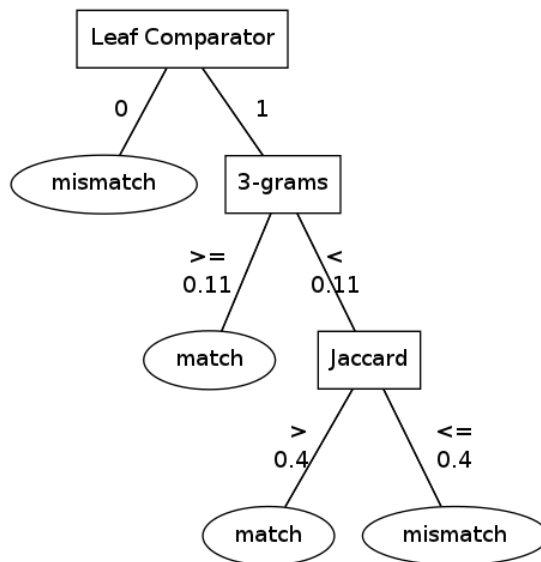 Leaf Comparator
0
1
mismatch
3-grams
>=
0.11
<
0.11
match
Jaccard
>
0.4
<=
0.4
match
mismatch